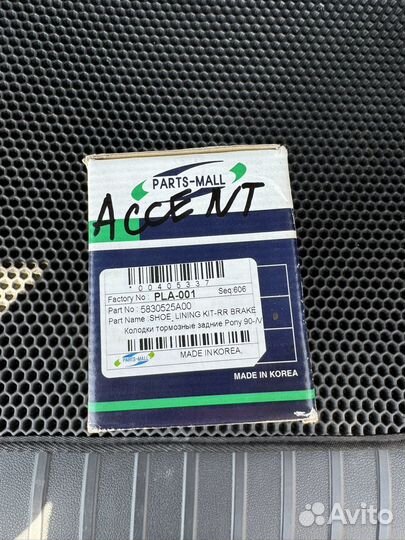 PARTS-MALL
ACCENT
*00405337
Factory No : PLA-001 Seq:606
Part No : 5830525A00
Part Name :SHOE, LINING KIT-RR BRAKE
Колодки тормозные задние Pony 90-/V
PARTS-MALL MADE IN KOREA.
MADE IN KOREA
Avito